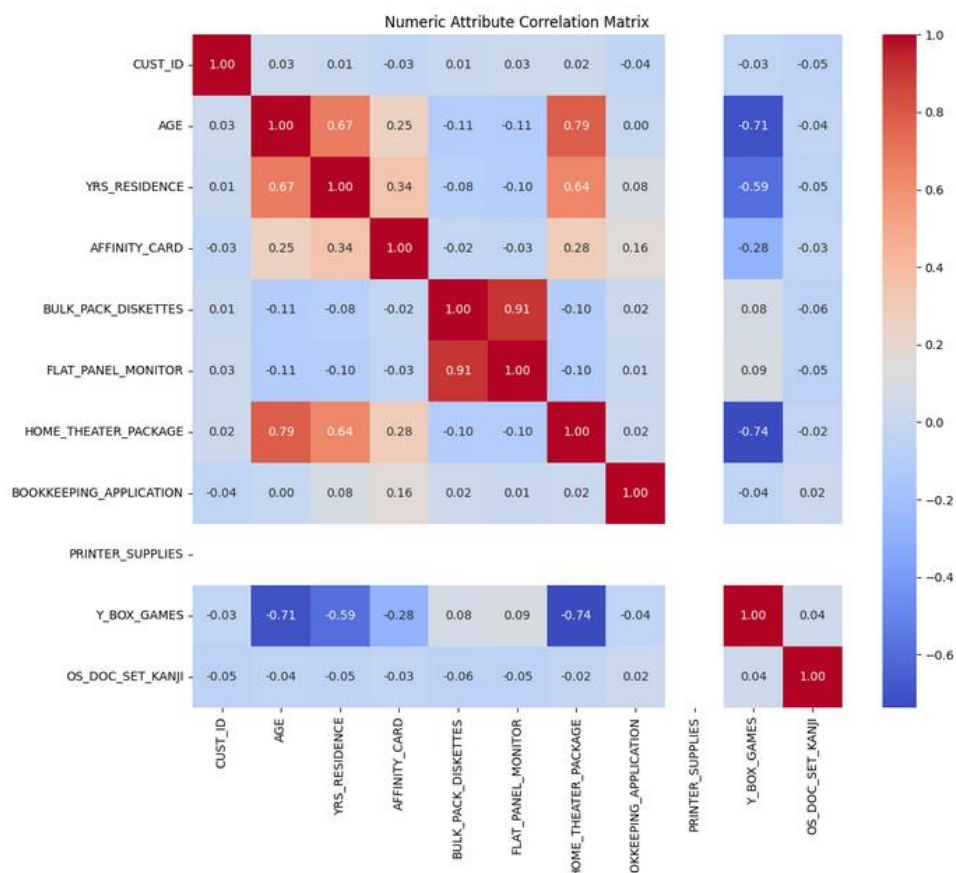 Numeric Attribute Correlation Matrix
CUST_ID 1.00 0.03 0.01 -0.03 0.01 0.03 0.02 -0.04 -0.03 -0.05
AGE 0.03 1.00 0.67 0.25 -0.11 -0.11 0.79 0.00 -0.71 -0.04
YRS_RESIDENCE 0.01 0.67 1.00 0.34 -0.08 -0.10 0.64 0.08 -0.59 -0.05
AFFINITY_CARD -0.03 0.25 0.34 1.00 -0.02 -0.03 0.28 0.16 -0.28 -0.03
BULK_PACK_DISKETTES 0.01 -0.11 -0.08 -0.02 1.00 0.91 -0.10 0.02 0.08 -0.06
FLAT_PANEL_MONITOR 0.03 -0.11 -0.10 -0.03 0.91 1.00 -0.10 0.01 0.09 -0.05
HOME_THEATER_PACKAGE 0.02 0.79 0.64 0.28 -0.10 -0.10 1.00 0.02 -0.74 -0.02
BOOKKEEPING_APPLICATION -0.04 0.00 0.08 0.16 0.02 0.01 0.02 1.00 -0.04 0.02
PRINTER_SUPPLIES
Y_BOX_GAMES -0.03 -0.71 -0.59 -0.28 0.08 0.09 -0.74 -0.04 1.00 0.04
OS_DOC_SET_KANJI -0.05 -0.04 -0.05 -0.03 -0.06 -0.05 -0.02 0.02 0.04 1.00
CUST_ID
AGE
YRS_RESIDENCE
AFFINITY_CARD
BULK_PACK_DISKETTES
FLAT_PANEL_MONITOR
HOME_THEATER_PACKAGE
OOKKEEPING_APPLICATION
PRINTER_SUPPLIES
Y_BOX_GAMES
OS_DOC_SET_KANJI
1.0
0.8
0.6
0.4
0.2
0.0
-0.2
-0.4
-0.6